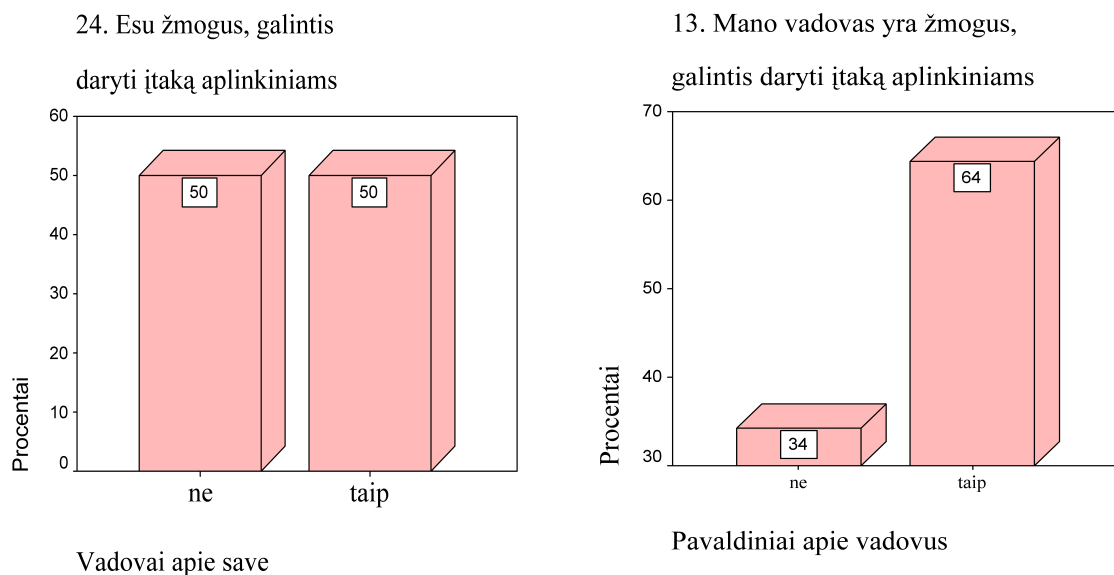 24. Esu žmogus, galintis
daryti įtaką aplinkiniams
60
50
40
30
20
10
0
Procentai
50
50
ne
taip
Vadovai apie save
13. Mano vadovas yra žmogus,
galintis daryti įtaką aplinkiniams
70
60
50
40
30
Procentai
34
64
ne
taip
Pavaldiniai apie vadovus